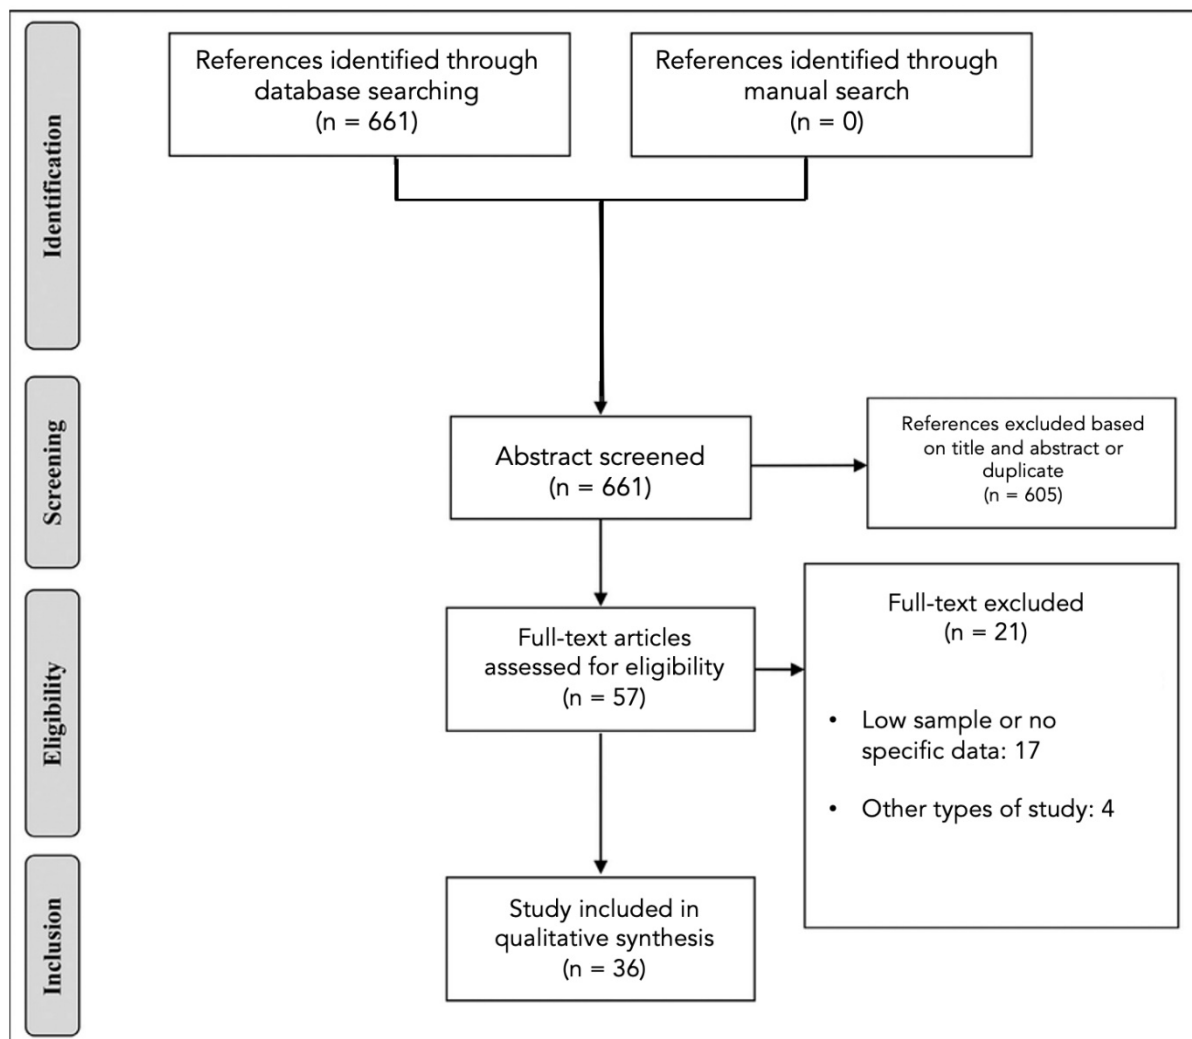 Identification
References identified through
database searching
(n = 661)
References identified through
manual search
(n = 0)
Screening
Abstract screened
(n = 661)
References excluded based
on title and abstract or
duplicate
(n = 605)
Eligibility
Full-text articles
assessed for eligibility
(n = 57)
Full-text excluded
(n = 21)
• Low sample or no
specific data: 17
• Other types of study: 4
Inclusion
Study included in
qualitative synthesis
(n = 36)